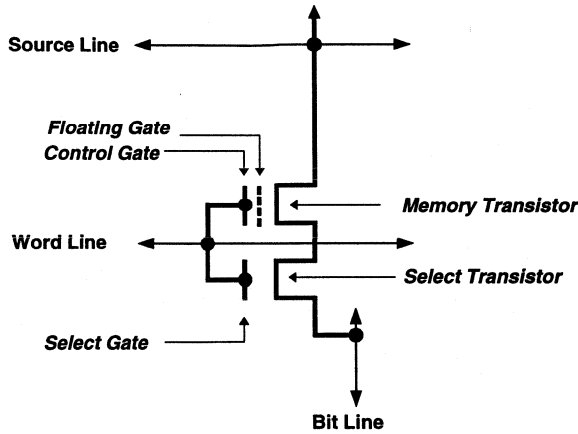 Source Line
Floating Gate
Control Gate
Memory Transistor
Word Line
Select Transistor
Select Gate
Bit Line